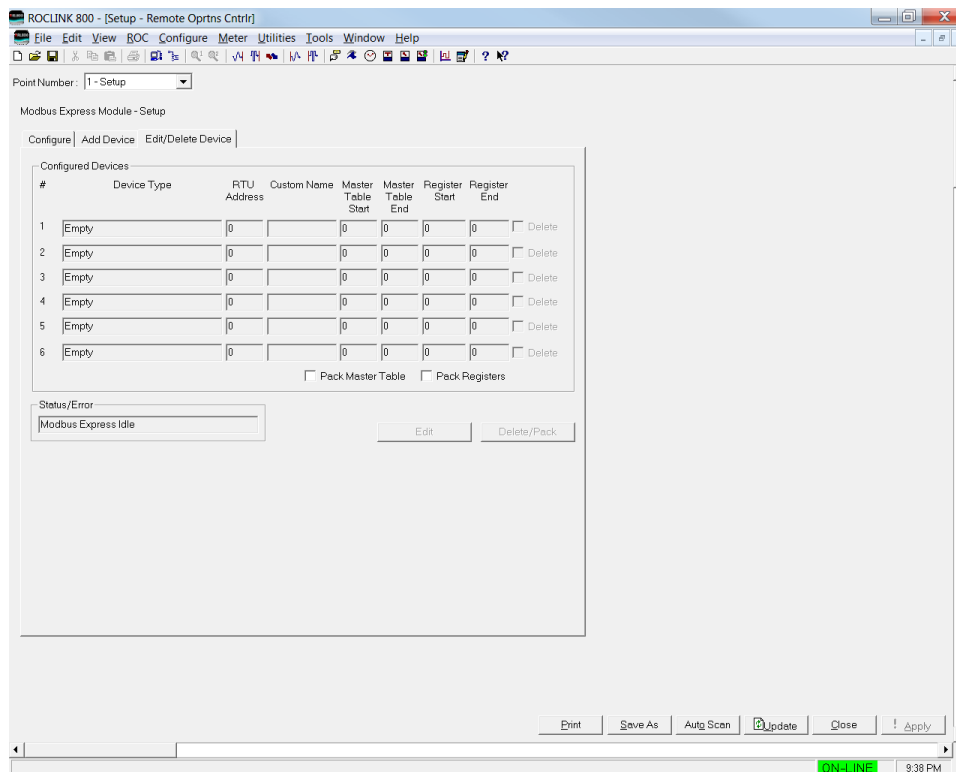 ROCLINK 800 - [Setup - Remote Oprtns Cntrlr]
File Edit View ROC Configure Meter Utilities Tools Window Help
Point Number: 1 - Setup
Modbus Express Module - Setup
Configure Add Device Edit/Delete Device
Configured Devices
# Device Type RTU Address Custom Name Master Table Start Master Table End Register Start Register End
1 Empty 0 0 0 0 0 Delete
2 Empty 0 0 0 0 0 Delete
3 Empty 0 0 0 0 0 Delete
4 Empty 0 0 0 0 0 Delete
5 Empty 0 0 0 0 0 Delete
6 Empty 0 0 0 0 0 Delete
Pack Master Table Pack Registers
Status/Error
Modbus Express Idle
Edit Delete/Pack
Print Save As Auto Scan Update Close ! Apply
ON-LINE 9:38 PM